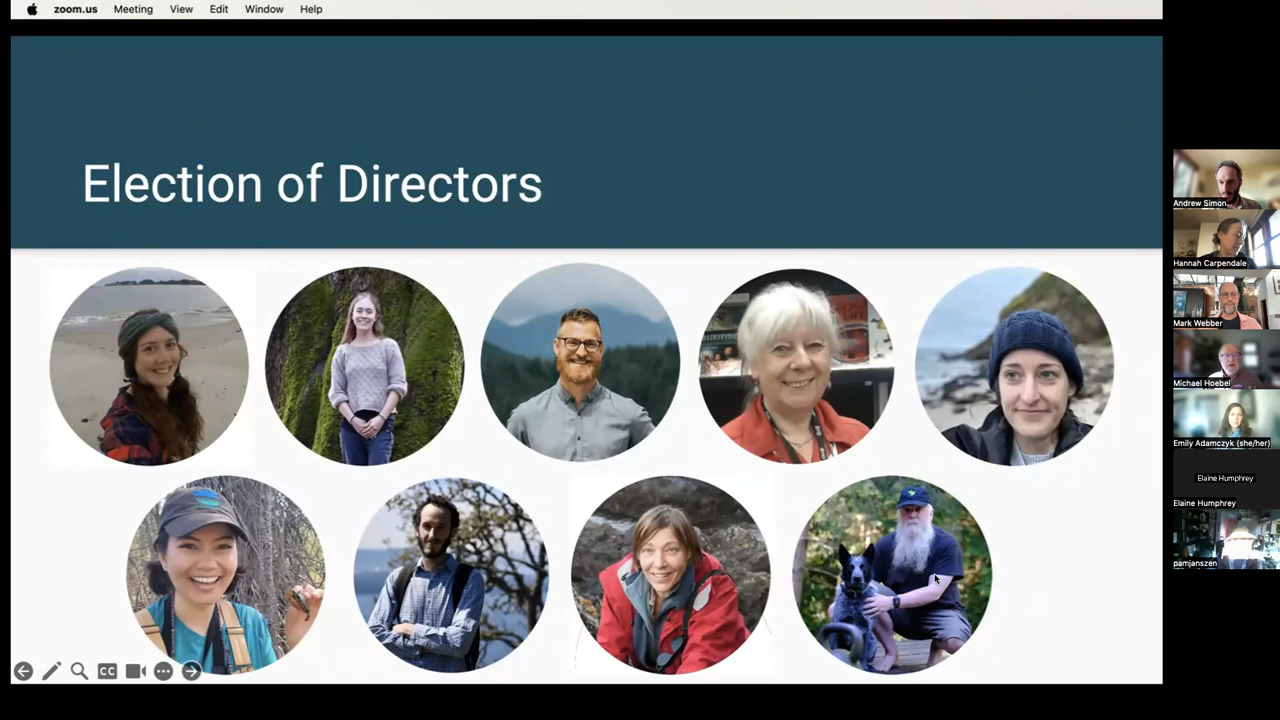 zoom.us Meeting View Edit Window Help
Election of Directors
CC
Andrew Simon
Hannah Carpendale
Mark Webber
Michael Hoebel
Emily Adamczyk (she/her)
Elaine Humphrey
Elaine Humphrey
pamjanszen